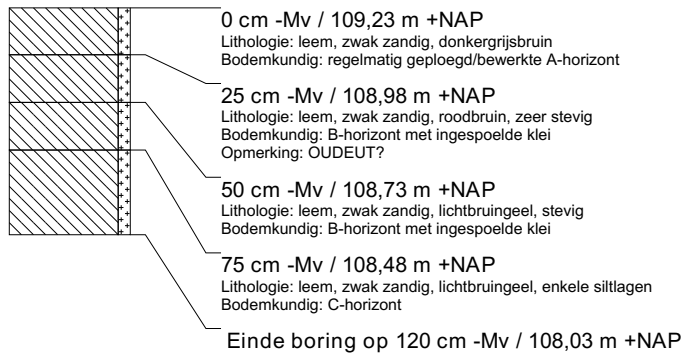 0 cm -Mv / 109,23 m +NAP
Lithologie: leem, zwak zandig, donkergrijsbruin
Bodemkundig: regelmatig geploegd/bewerkte A-horizont
25 cm -Mv / 108,98 m +NAP
Lithologie: leem, zwak zandig, roodbruin, zeer stevig
Bodemkundig: B-horizont met ingespoelde klei
Opmerking: OUDEUT?
50 cm -Mv / 108,73 m +NAP
Lithologie: leem, zwak zandig, lichtbruingeel, stevig
Bodemkundig: B-horizont met ingespoelde klei
75 cm -Mv / 108,48 m +NAP
Lithologie: leem, zwak zandig, lichtbruingeel, enkele siltlagen
Bodemkundig: C-horizont
Einde boring op 120 cm -Mv / 108,03 m +NAP